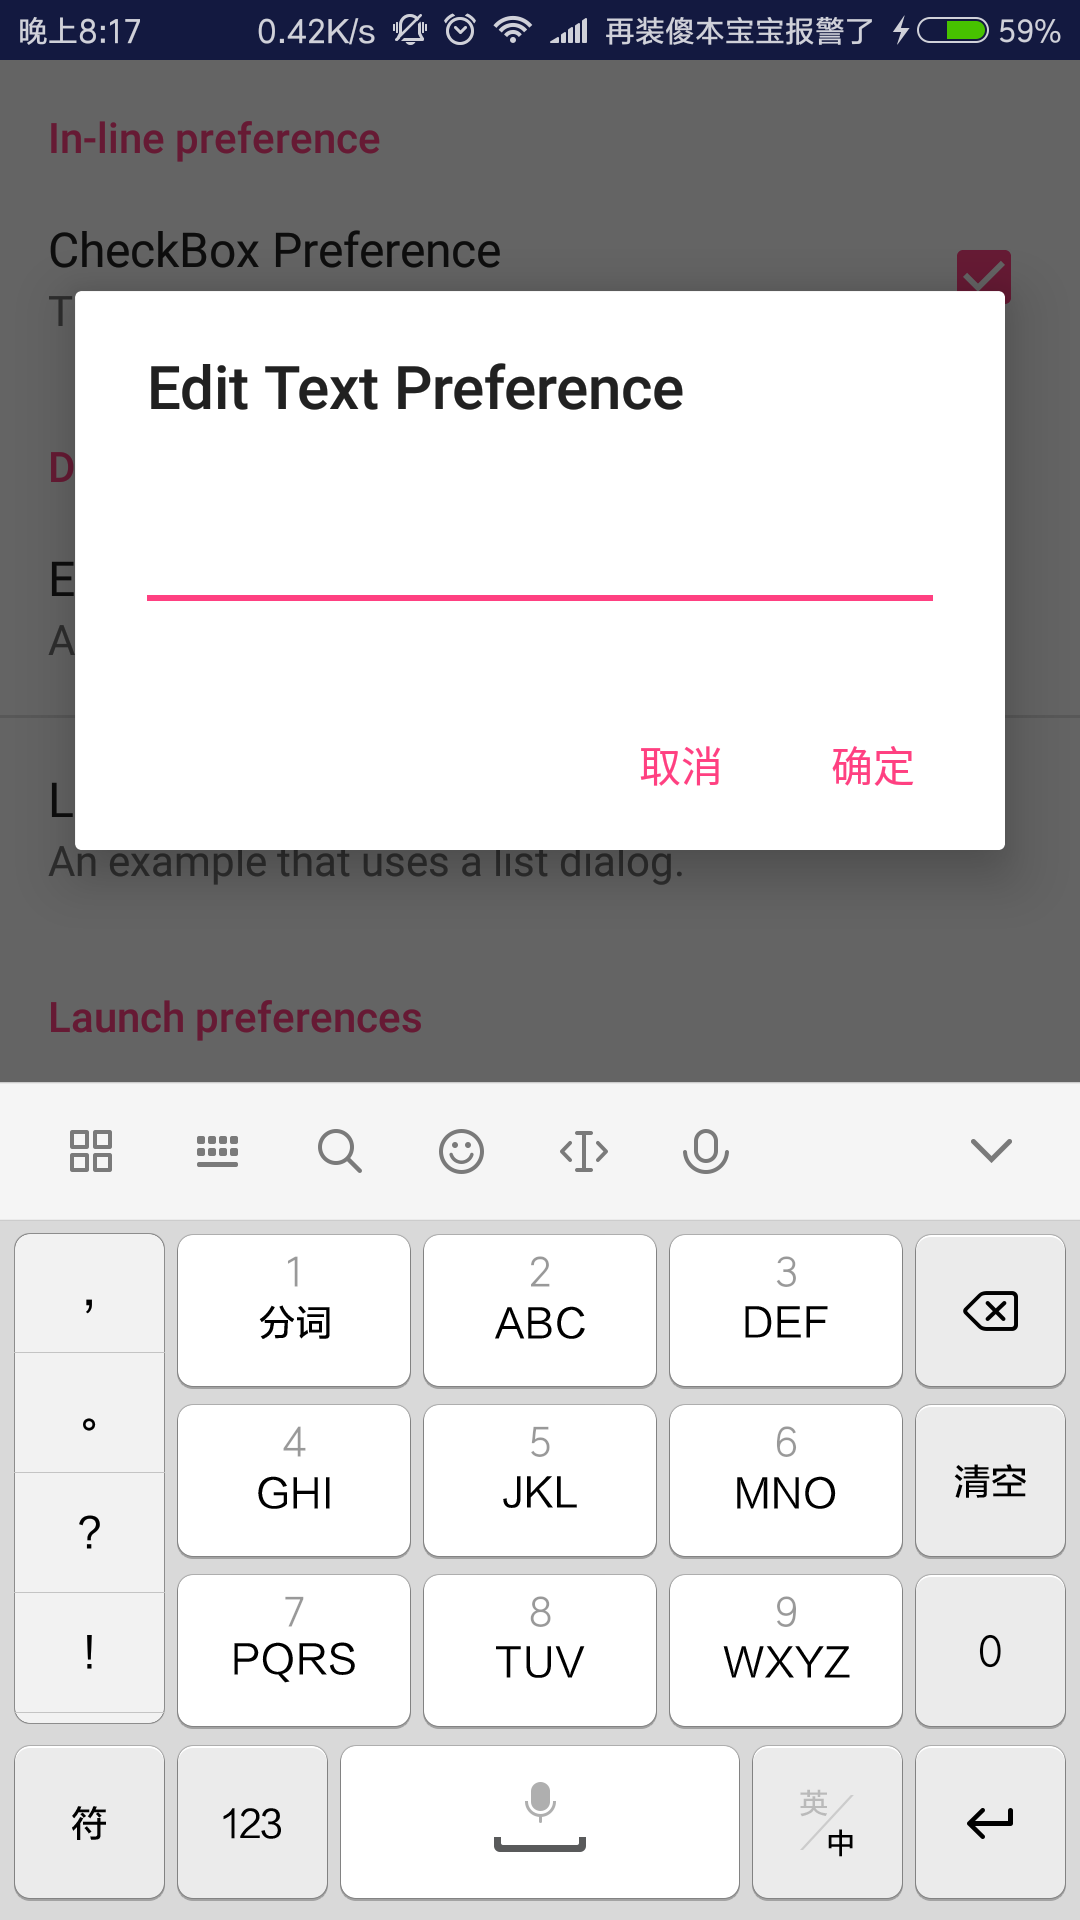 晚上8:17 0.42K/s 再装傻本宝宝报警了 59%
In-line preference
CheckBox Preference
T
Edit Text Preference
D
E
A
取消 确定
L
An example that uses a list dialog.
Launch preferences
，
。
?
!
1
分词
2
ABC
3
DEF
4
GHI
5
JKL
6
MNO
清空
7
PQRS
8
TUV
9
WXYZ
0
符
123
英/中